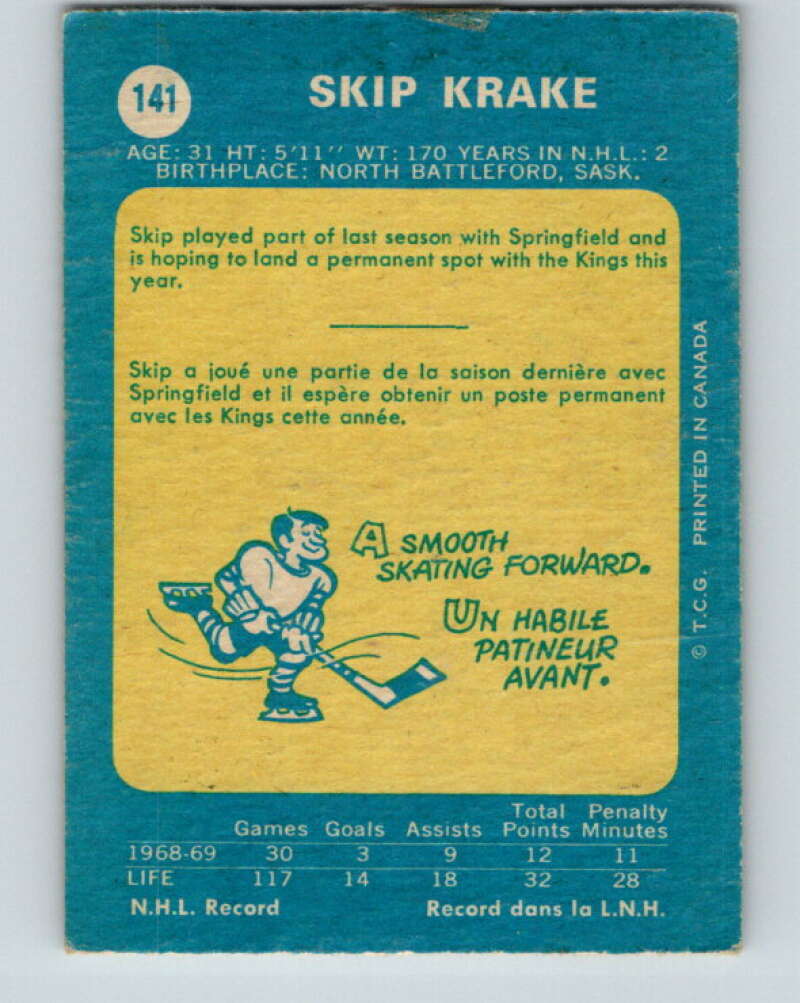 141
SKIP KRAKE
AGE: 31 HT: 5'11'' WT: 170 YEARS IN N.H.L.: 2
BIRTHPLACE: NORTH BATTLEFORD, SASK.
Skip played part of last season with Springfield and
is hoping to land a permanent spot with the Kings this
year.
Skip a joué une partie de la saison dernière avec
Springfield et il espère obtenir un poste permanent
avec les Kings cette année.
A SMOOTH
SKATING FORWARD.
UN HABILE
PATINEUR
AVANT.
© T.C.G. PRINTED IN CANADA
Total Penalty
Games Goals Assists Points Minutes
1968-69 30 3 9 12 11
LIFE 117 14 18 32 28
N.H.L. Record Record dans la L.N.H.